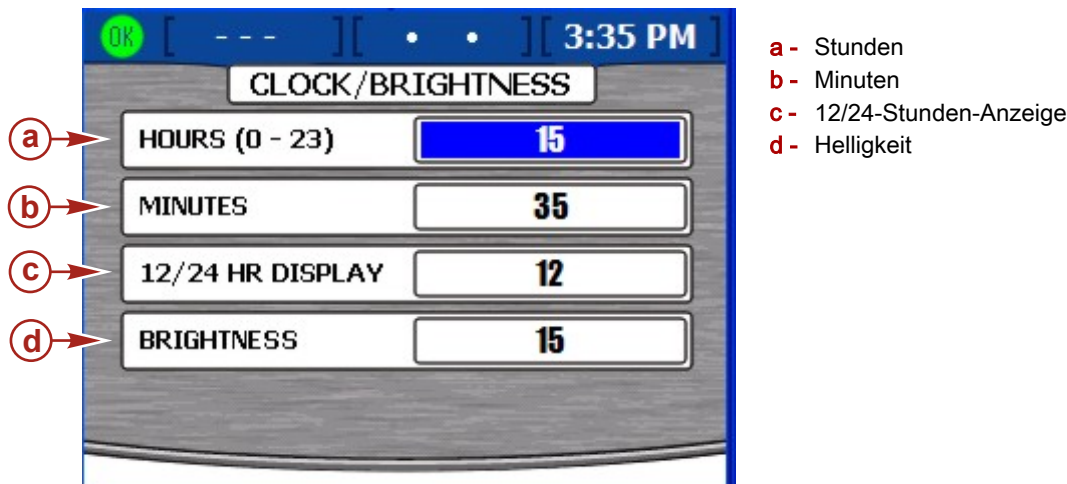 OK [ - - - ] [ • • ] [ 3:35 PM ]
CLOCK/BRIGHTNESS
a HOURS (0 - 23) 15
b MINUTES 35
c 12/24 HR DISPLAY 12
d BRIGHTNESS 15
a - Stunden
b - Minuten
c - 12/24-Stunden-Anzeige
d - Helligkeit